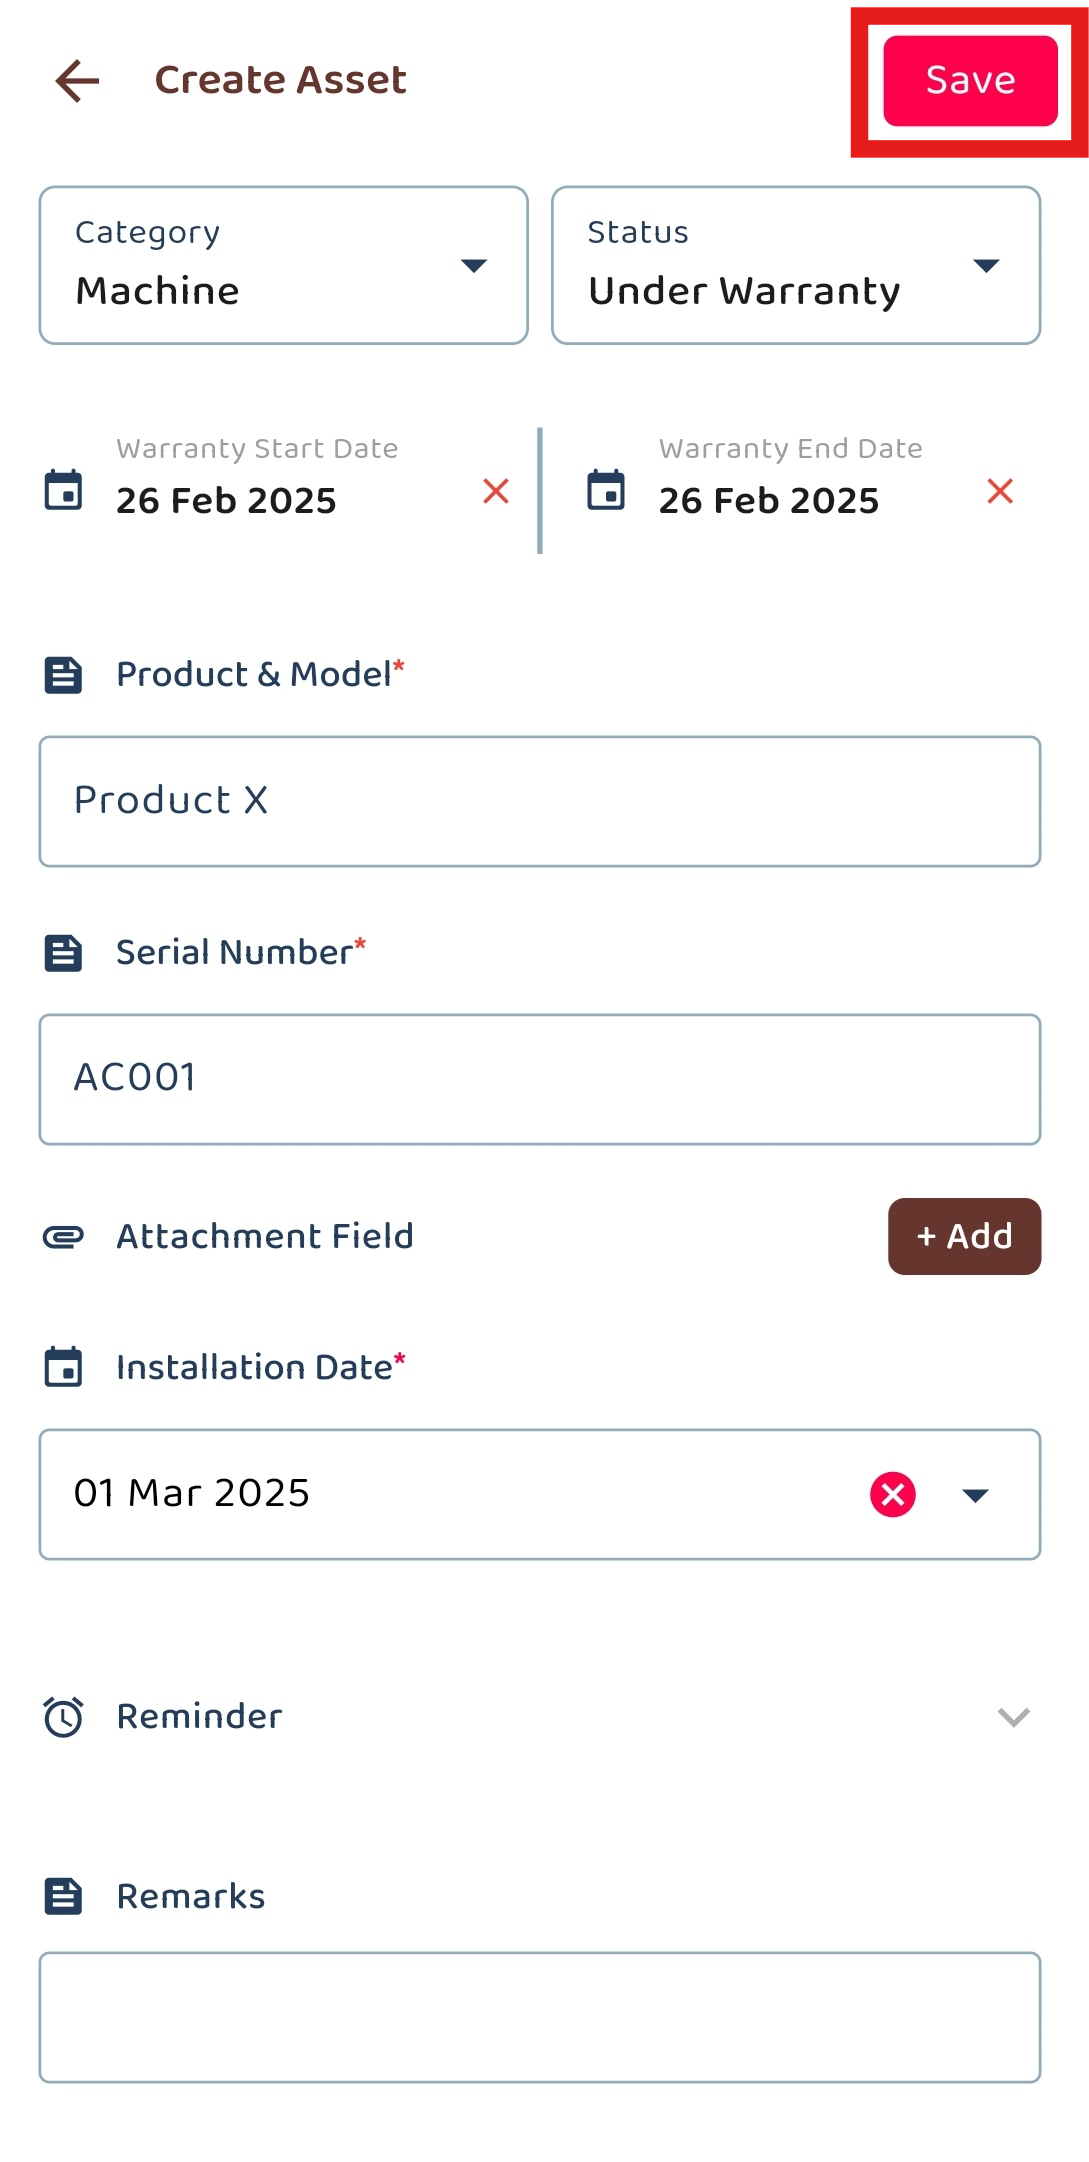 Create Asset
Save
Category
Machine
Status
Under Warranty
Warranty Start Date
26 Feb 2025
Warranty End Date
26 Feb 2025
Product & Model*
Product X
Serial Number*
AC001
Attachment Field
+ Add
Installation Date*
01 Mar 2025
Reminder
Remarks